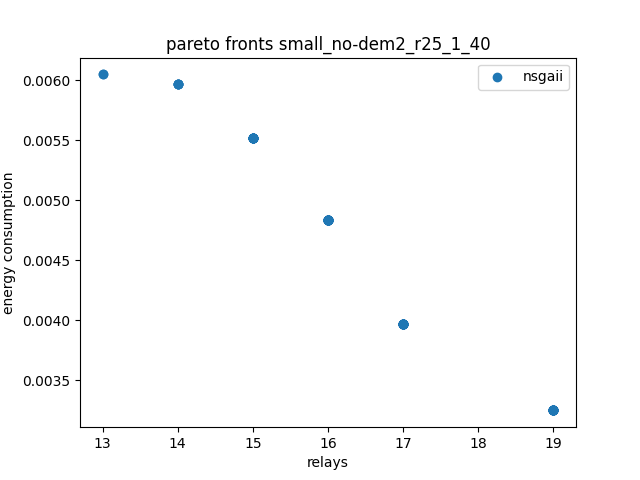 pareto fronts small_no-dem2_r25_1_40
nsgaii
energy consumption
0.0060
0.0055
0.0050
0.0045
0.0040
0.0035
13 14 15 16 17 18 19
relays